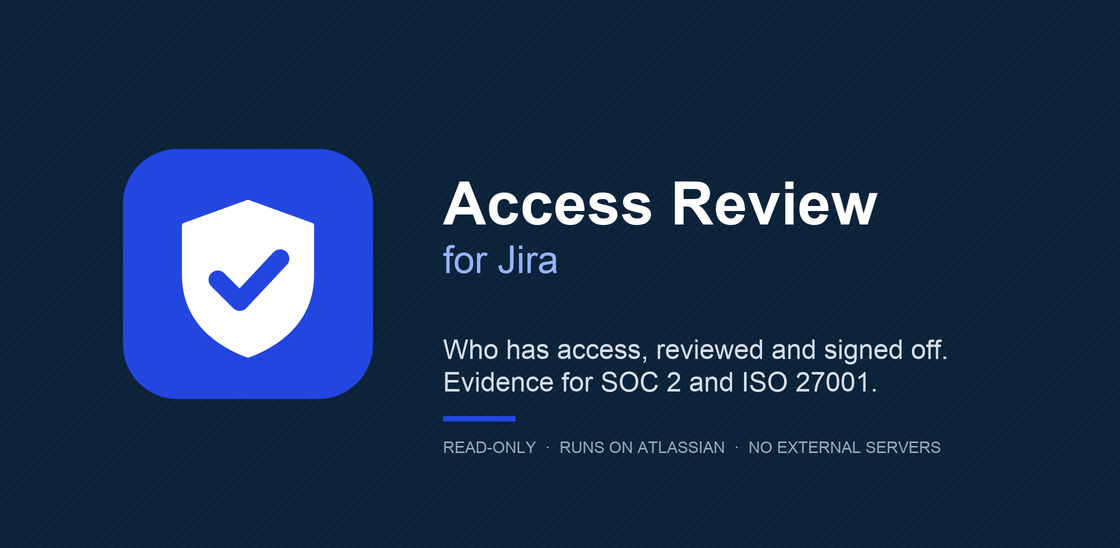 Access Review
for Jira
Who has access, reviewed and signed off.
Evidence for SOC 2 and ISO 27001.
READ-ONLY · RUNS ON ATLASSIAN · NO EXTERNAL SERVERS